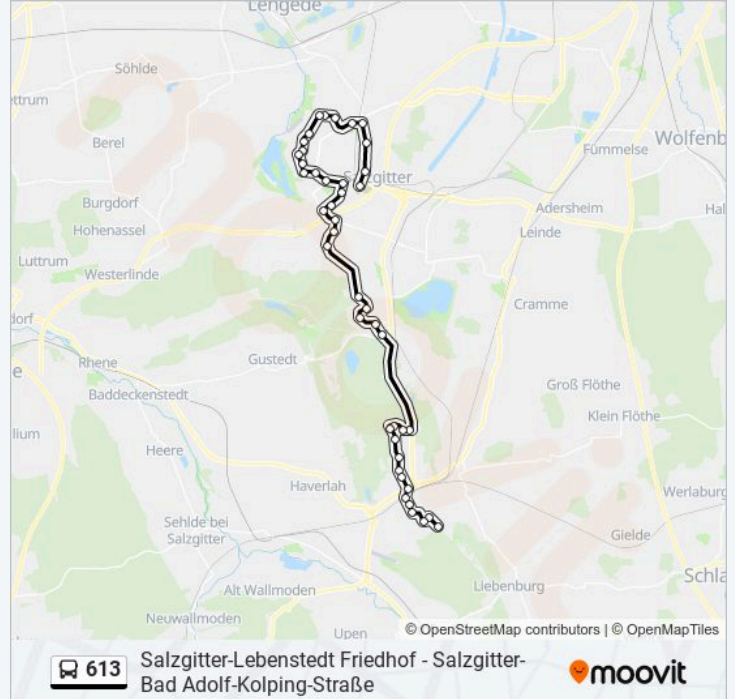 Lengede
Söhlde
ttrum
Berel
Wolfenb
Fümmelse
Salzgitter
Burgdorf
Adersheim
Hal
Hohenassel
Leinde
Luttrum
Westerlinde
Cramme
dorf
Rhene
Gustedt
e
Groß Flöthe
Baddeckenstedt
Klein Flöthe
lium
Heere
Haverlah
Werlaburg
Sehlde bei
Salzgitter
Gielde
Schla
Alt Wallmoden
Liebenburg
Neuwallmoden
Upen
© OpenStreetMap contributors | © OpenMapTiles
613
Salzgitter-Lebenstedt Friedhof - Salzgitter-
Bad Adolf-Kolping-Straße
moovit